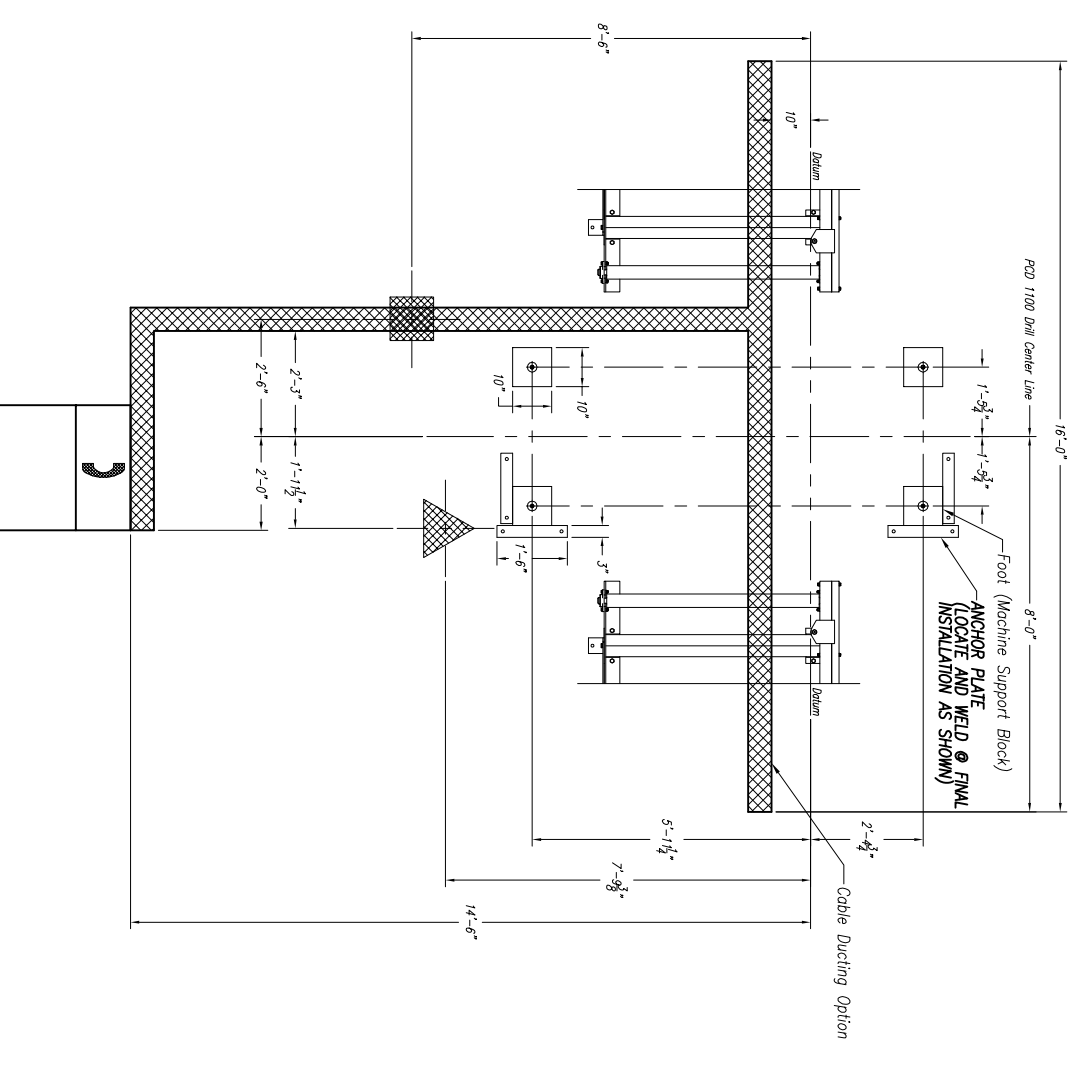 16'-0"
8'-0"
PCD 1100 Drill Center Line
1'-5¾"
1'-5¾"
Foot (Machine Support Block)
ANCHOR PLATE
(LOCATE AND WELD @ FINAL
INSTALLATION AS SHOWN)
Datum
Datum
10"
8'-6"
2'-4¾"
5'-11¼"
7'-9⅜"
14'-6"
Cable Ducting Option
10"
10"
3"
1'-6"
2'-3"
1'-11½"
2'-6"
2'-0"